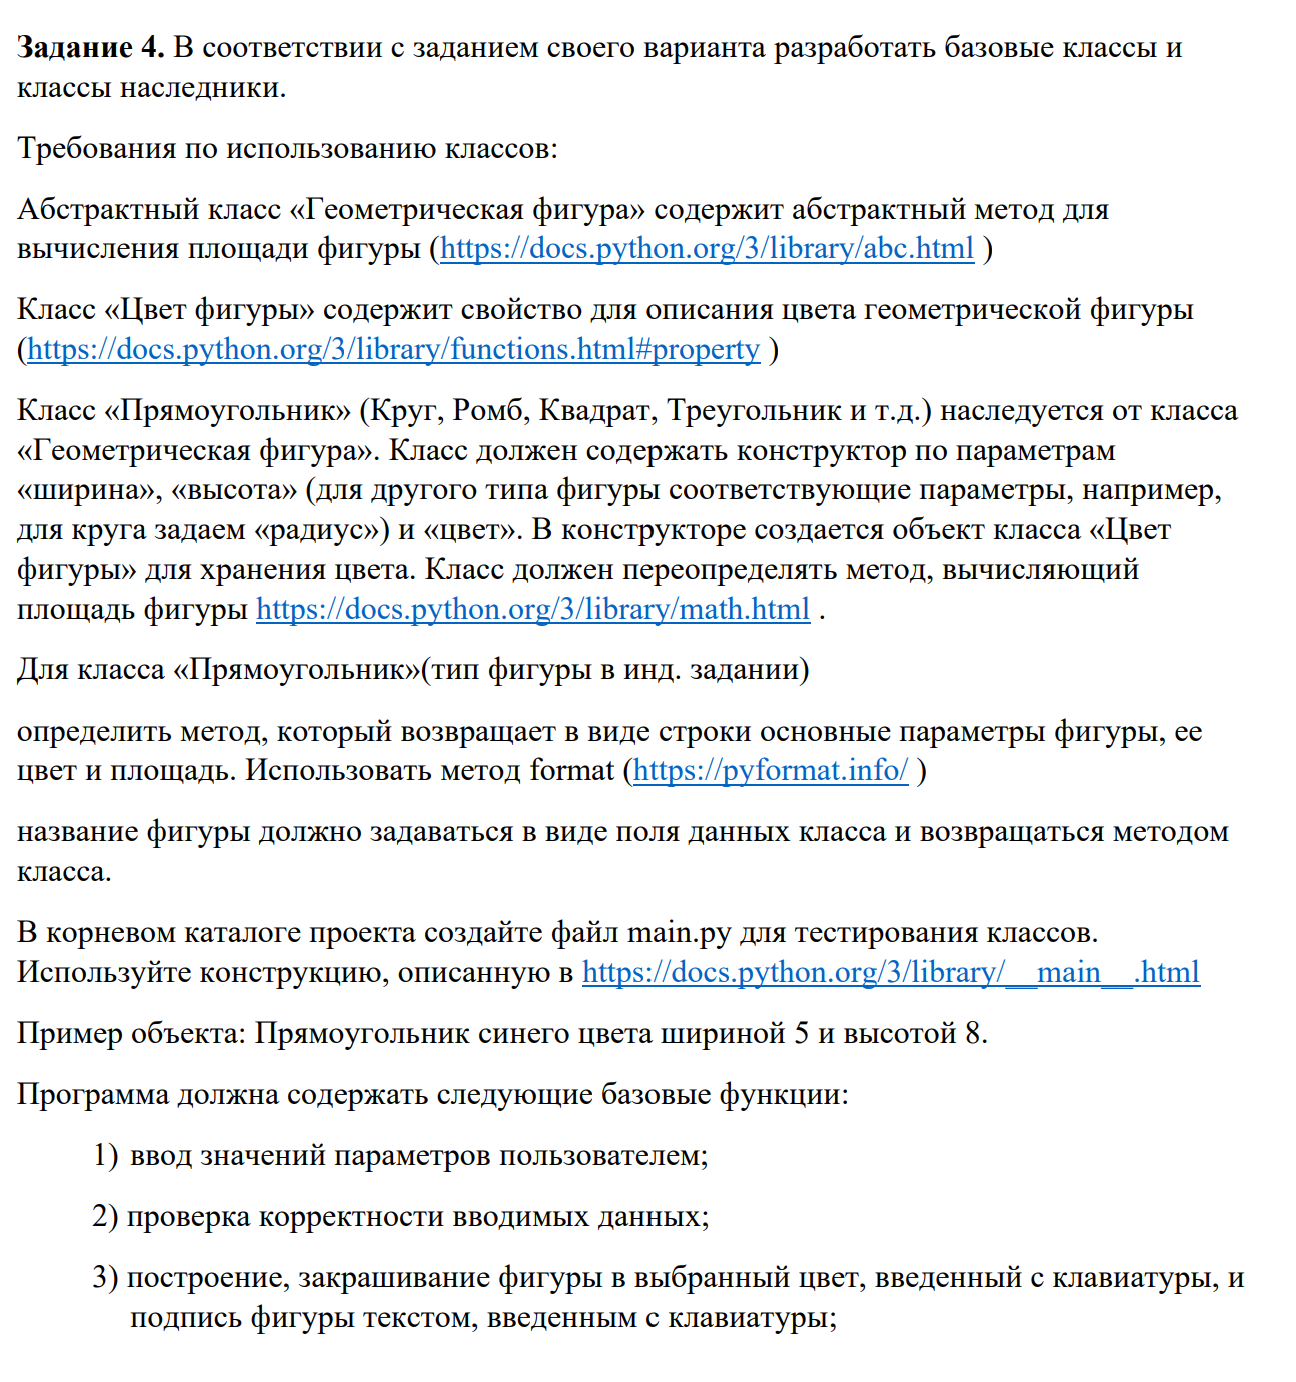 Задание 4. В соответствии с заданием своего варианта разработать базовые классы и
классы наследники.
Требования по использованию классов:
Абстрактный класс «Геометрическая фигура» содержит абстрактный метод для
вычисления площади фигуры (https://docs.python.org/3/library/abc.html )
Класс «Цвет фигуры» содержит свойство для описания цвета геометрической фигуры
(https://docs.python.org/3/library/functions.html#property )
Класс «Прямоугольник» (Круг, Ромб, Квадрат, Треугольник и т.д.) наследуется от класса
«Геометрическая фигура». Класс должен содержать конструктор по параметрам
«ширина», «высота» (для другого типа фигуры соответствующие параметры, например,
для круга задаем «радиус») и «цвет». В конструкторе создается объект класса «Цвет
фигуры» для хранения цвета. Класс должен переопределять метод, вычисляющий
площадь фигуры https://docs.python.org/3/library/math.html .
Для класса «Прямоугольник»(тип фигуры в инд. задании)
определить метод, который возвращает в виде строки основные параметры фигуры, ее
цвет и площадь. Использовать метод format (https://pyformat.info/ )
название фигуры должно задаваться в виде поля данных класса и возвращаться методом
класса.
В корневом каталоге проекта создайте файл main.py для тестирования классов.
Используйте конструкцию, описанную в https://docs.python.org/3/library/__main__.html
Пример объекта: Прямоугольник синего цвета шириной 5 и высотой 8.
Программа должна содержать следующие базовые функции:
1) ввод значений параметров пользователем;
2) проверка корректности вводимых данных;
3) построение, закрашивание фигуры в выбранный цвет, введенный с клавиатуры, и
подпись фигуры текстом, введенным с клавиатуры;